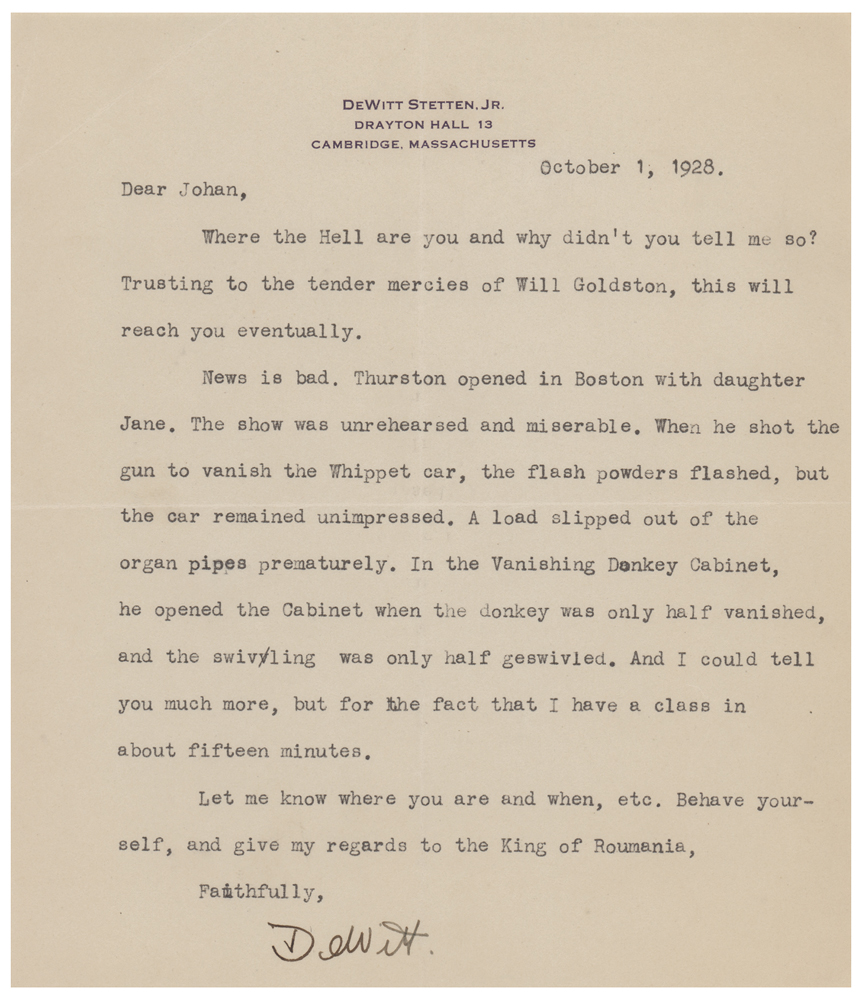 DEWITT STETTEN, JR.
DRAYTON HALL 13
CAMBRIDGE, MASSACHUSETTS
October 1, 1928.
Dear Johan,
Where the Hell are you and why didn't you tell me so?
Trusting to the tender mercies of Will Goldston, this will
reach you eventually.
News is bad. Thurston opened in Boston with daughter
Jane. The show was unrehearsed and miserable. When he shot the
gun to vanish the Whippet car, the flash powders flashed, but
the car remained unimpressed. A load slipped out of the
organ pipes prematurely. In the Vanishing Donkey Cabinet,
he opened the Cabinet when the donkey was only half vanished,
and the swivling was only half geswivled. And I could tell
you much more, but for the fact that I have a class in
about fifteen minutes.
Let me know where you are and when, etc. Behave your-
self, and give my regards to the King of Roumania,
Faithfully,
DeWitt.